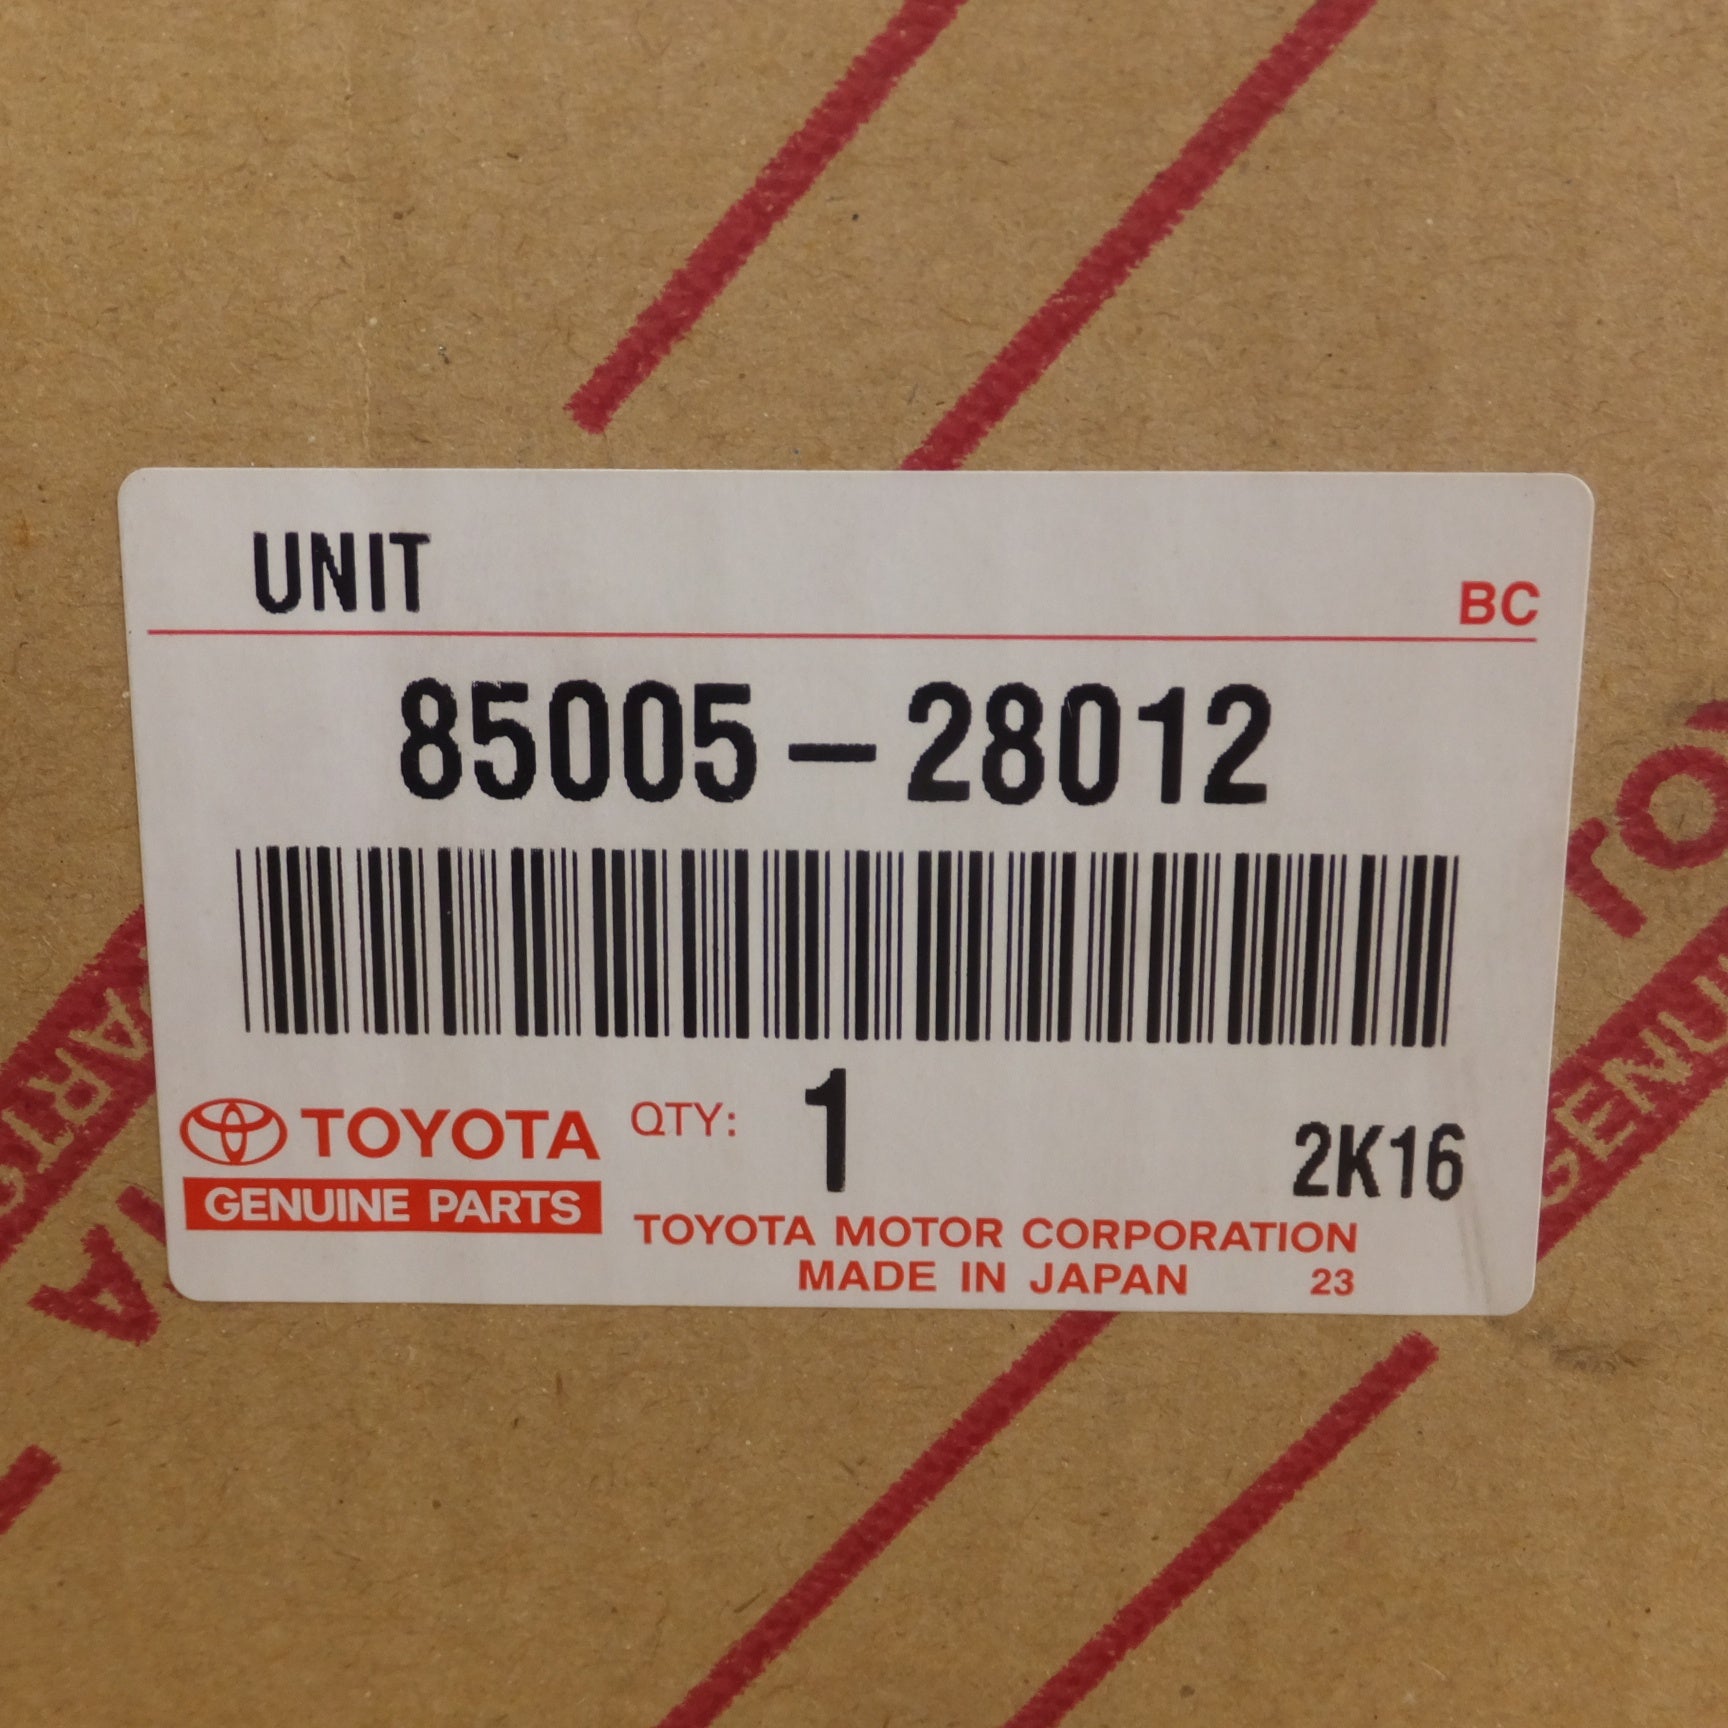 UNIT
BC
85005-28012
TOYOTA
GENUINE PARTS
QTY: 1
2K16
TOYOTA MOTOR CORPORATION
MADE IN JAPAN 23